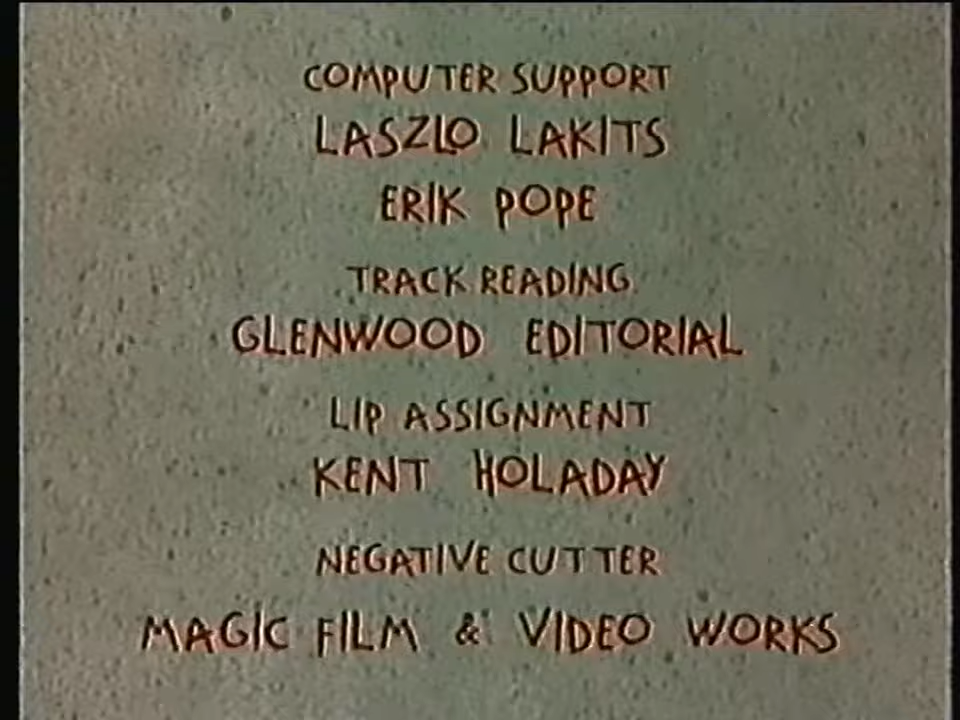 COMPUTER SUPPORT
LASZLO LAKITS
ERIK POPE
TRACK READING
GLENWOOD EDITORIAL
LIP ASSIGNMENT
KENT HOLADAY
NEGATIVE CUTTER
MAGIC FILM & VIDEO WORKS